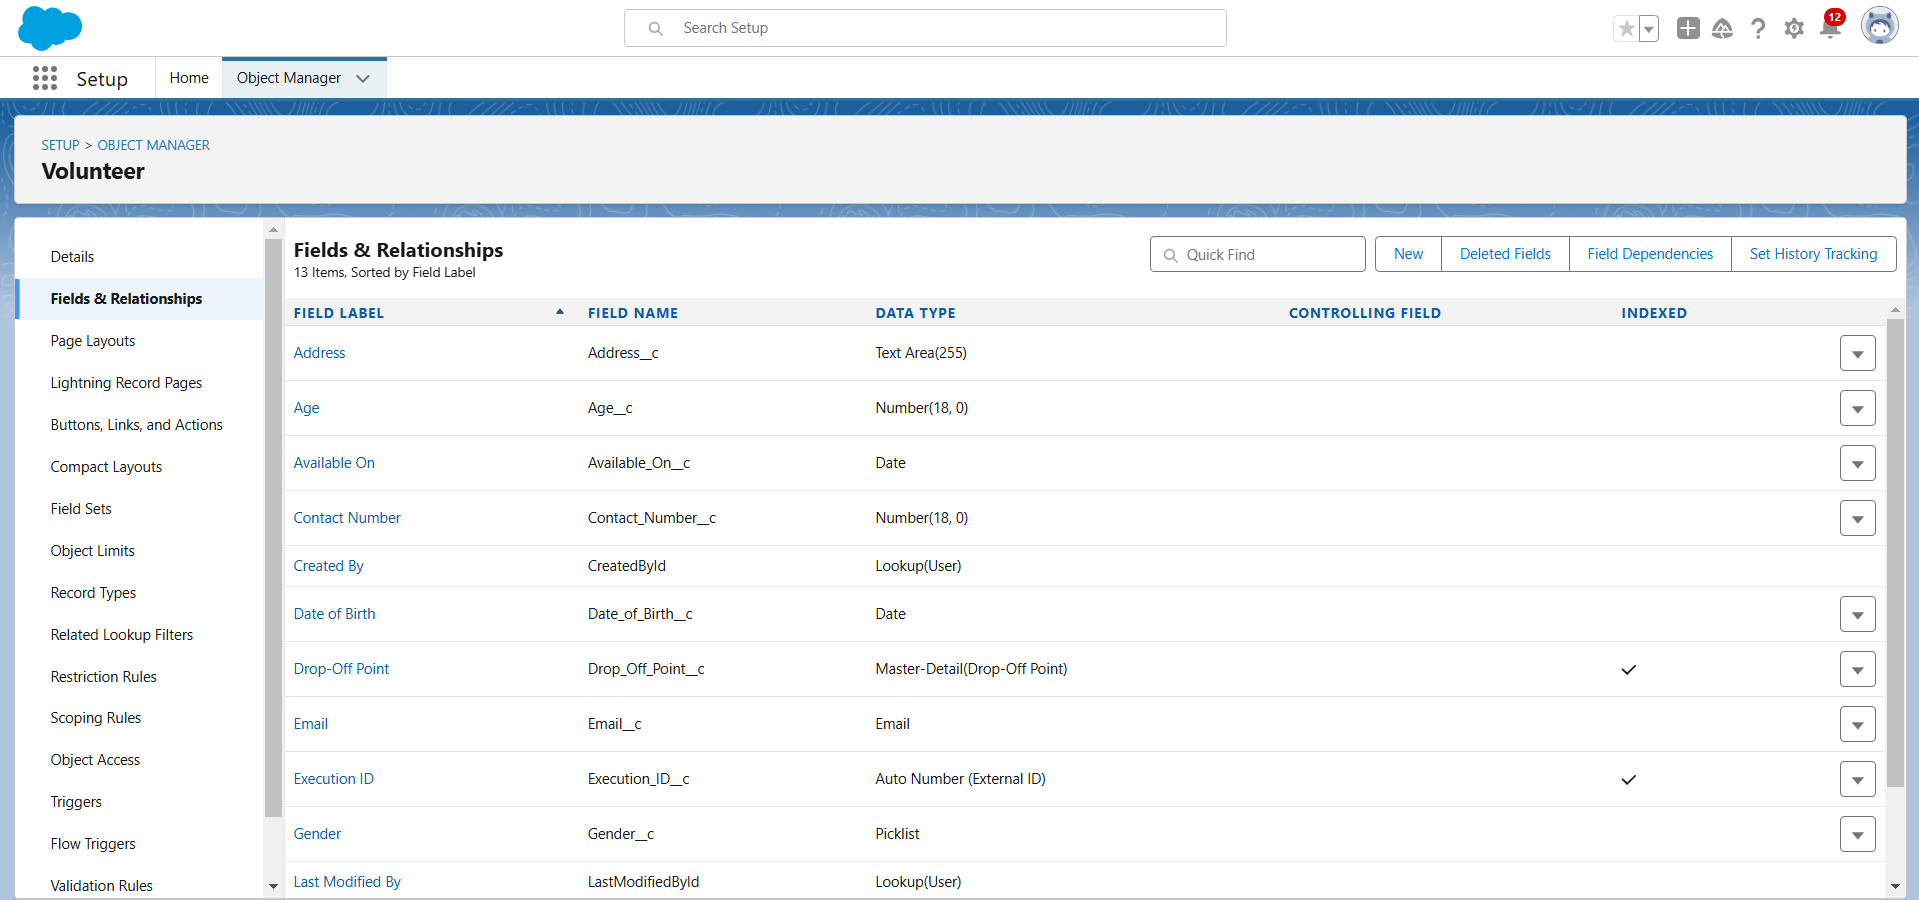 Search Setup
12
Setup
Home
Object Manager
SETUP > OBJECT MANAGER
Volunteer
Details
Fields & Relationships
Page Layouts
Lightning Record Pages
Buttons, Links, and Actions
Compact Layouts
Field Sets
Object Limits
Record Types
Related Lookup Filters
Restriction Rules
Scoping Rules
Object Access
Triggers
Flow Triggers
Validation Rules
Fields & Relationships
13 Items, Sorted by Field Label
Quick Find
New
Deleted Fields
Field Dependencies
Set History Tracking
FIELD LABEL FIELD NAME DATA TYPE CONTROLLING FIELD INDEXED
Address Address__c Text Area(255)
Age Age__c Number(18, 0)
Available On Available_On__c Date
Contact Number Contact_Number__c Number(18, 0)
Created By CreatedById Lookup(User)
Date of Birth Date_of_Birth__c Date
Drop-Off Point Drop_Off_Point__c Master-Detail(Drop-Off Point)
Email Email__c Email
Execution ID Execution_ID__c Auto Number (External ID)
Gender Gender__c Picklist
Last Modified By LastModifiedById Lookup(User)